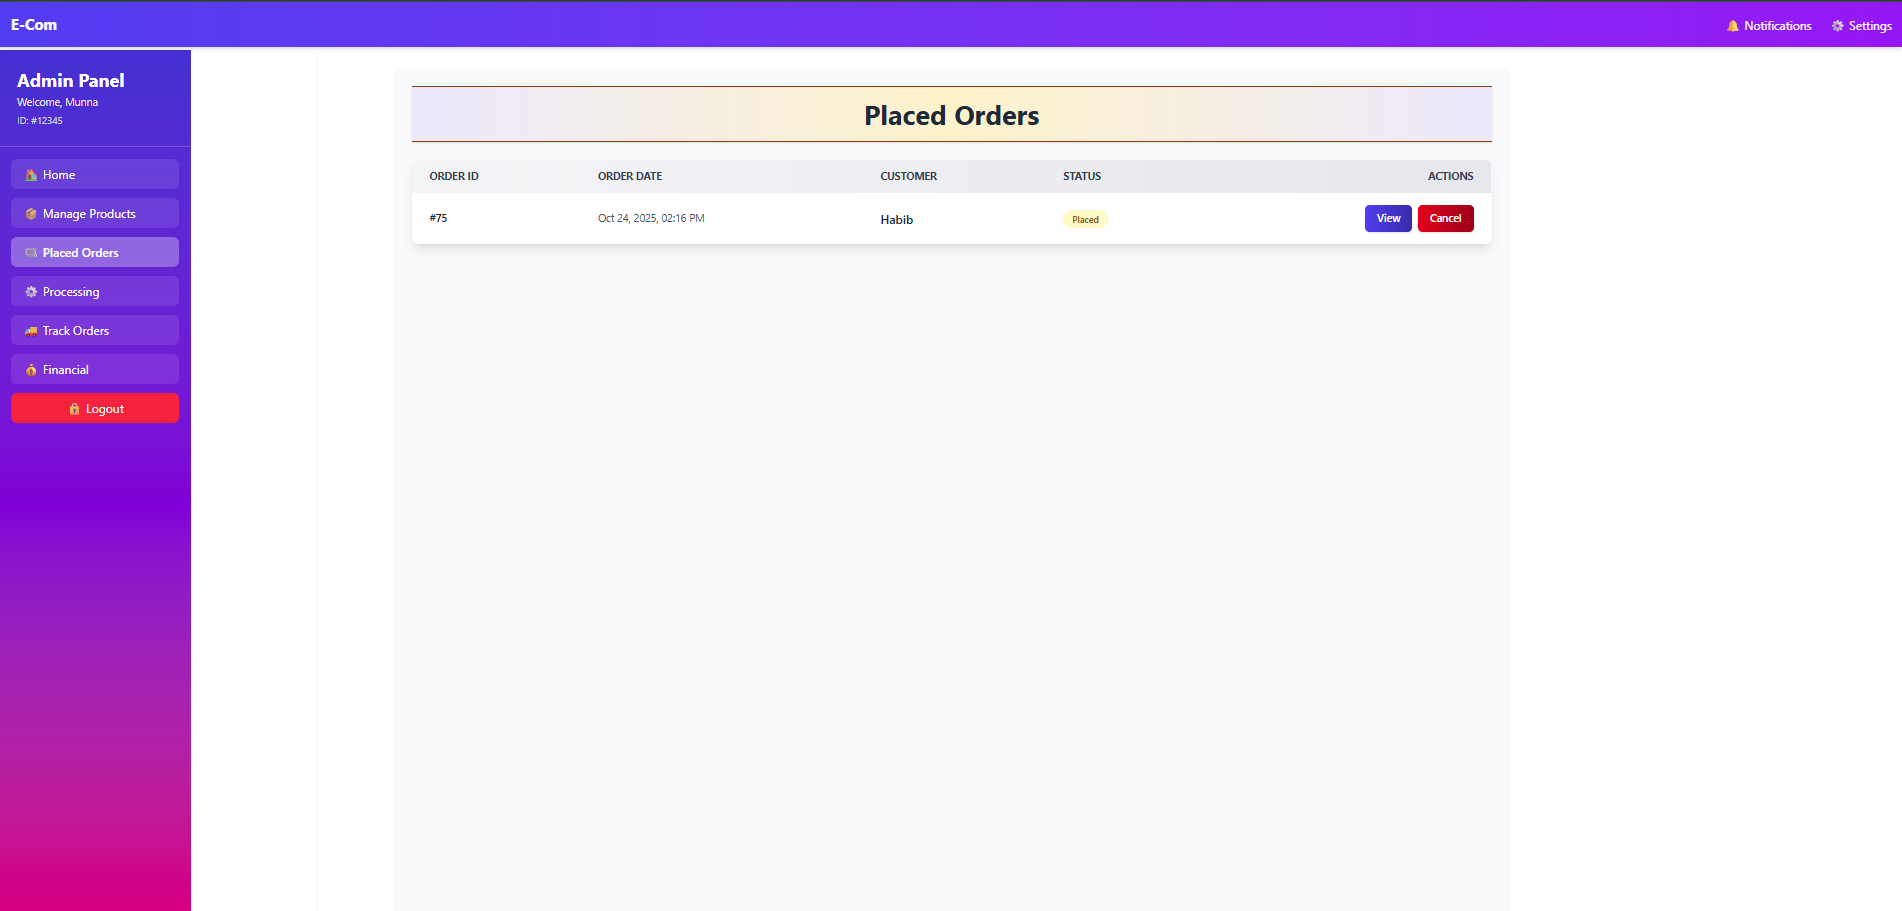 E-Com
Notifications
Settings
Admin Panel
Welcome, Munna
ID: #12345
Home
Manage Products
Placed Orders
Processing
Track Orders
Financial
Logout
Placed Orders
ORDER ID ORDER DATE CUSTOMER STATUS ACTIONS
#75 Oct 24, 2025, 02:16 PM Habib Placed View Cancel